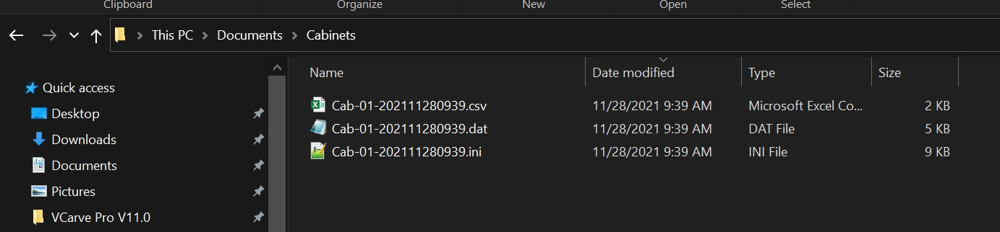 Clipboard Organize New Open Select
This PC > Documents > Cabinets
Name Date modified Type Size
Quick access
Cab-01-202111280939.csv 11/28/2021 9:39 AM Microsoft Excel Co... 2 KB
Desktop
Cab-01-202111280939.dat 11/28/2021 9:39 AM DAT File 5 KB
Downloads
Cab-01-202111280939.ini 11/28/2021 9:39 AM INI File 9 KB
Documents
Pictures
VCarve Pro V11.0